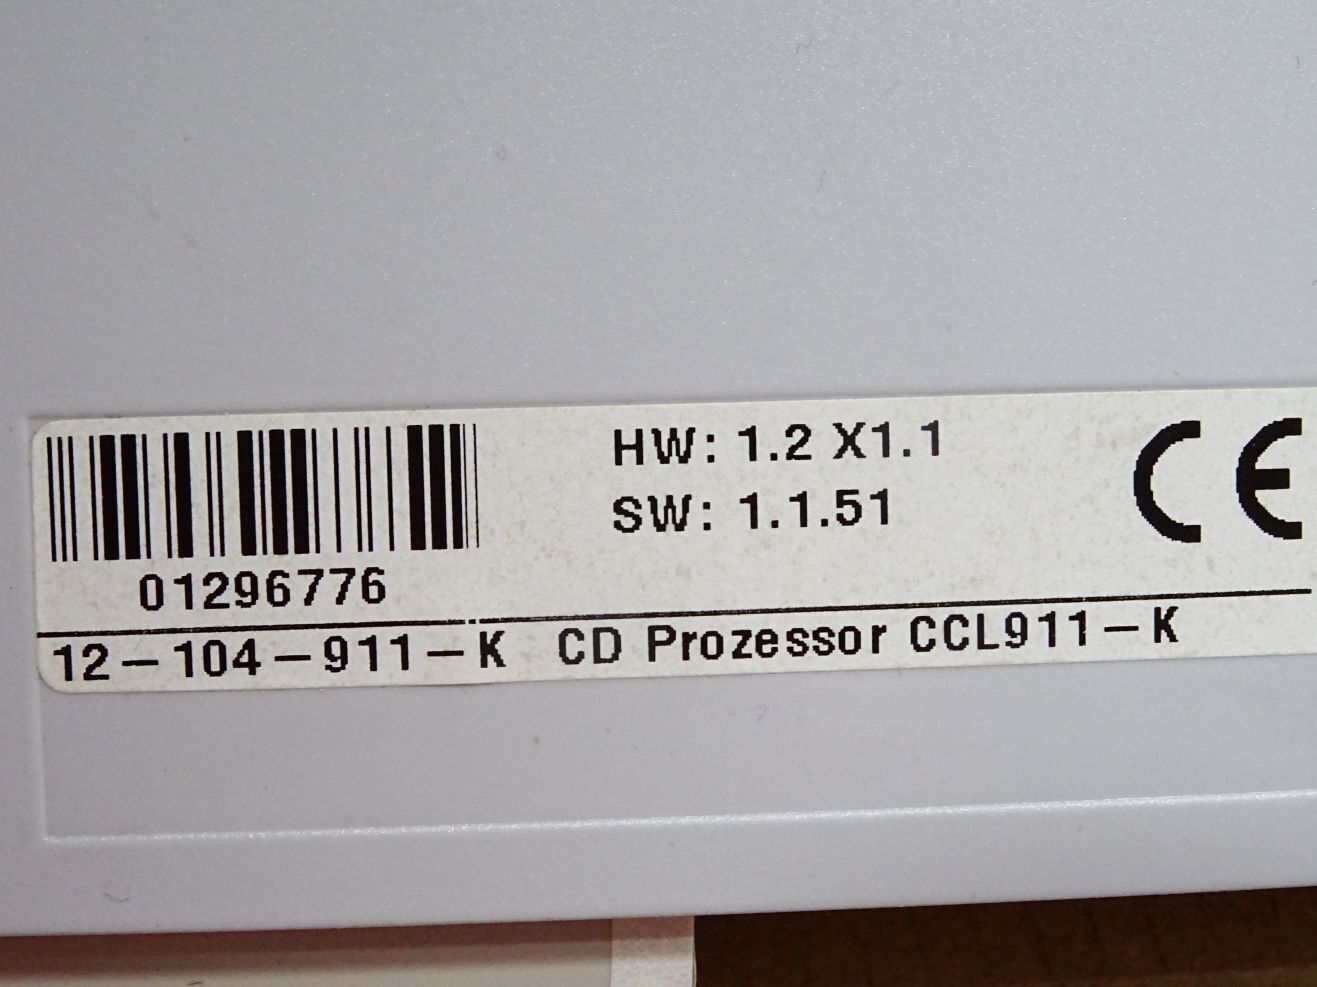 HW: 1.2 X1.1
SW: 1.1.51
CE
01296776
12-104-911-K CD Prozessor CCL911-K